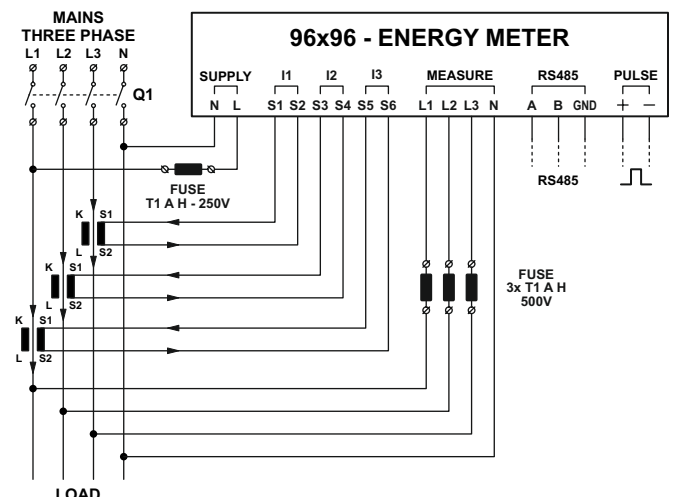 MAINS
THREE PHASE
L1 L2 L3 N
Q1
96x96 - ENERGY METER
SUPPLY I1 I2 I3 MEASURE RS485 PULSE
N L S1 S2 S3 S4 S5 S6 L1 L2 L3 N A B GND + −
RS485
FUSE
T1 A H - 250V
K S1
L S2
K S1
L S2
K S1
L S2
FUSE
3x T1 A H
500V
LOAD